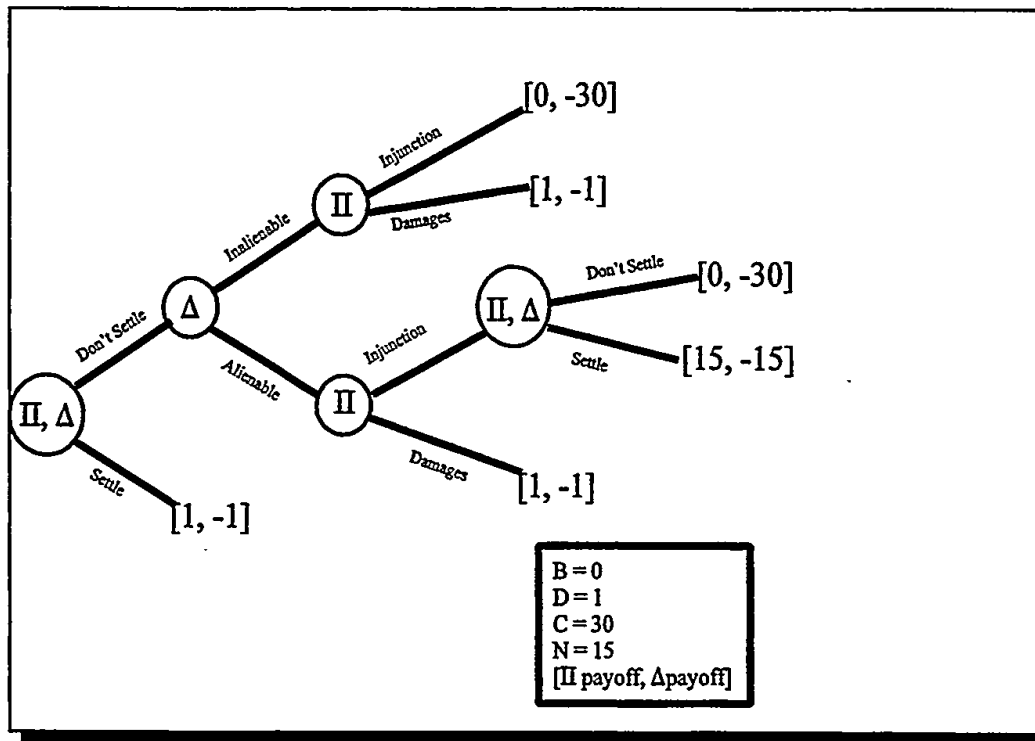 [0, -30]
Injunction
Π
[1, -1]
Damages
Inalienable
Don't Settle
[0, -30]
Π, Δ
Δ
Injunction
Don't Settle
Settle
[15, -15]
Alienable
Π
Π, Δ
Damages
Settle
[1, -1]
[1, -1]
B = 0
D = 1
C = 30
N = 15
[Π payoff, Δpayoff]